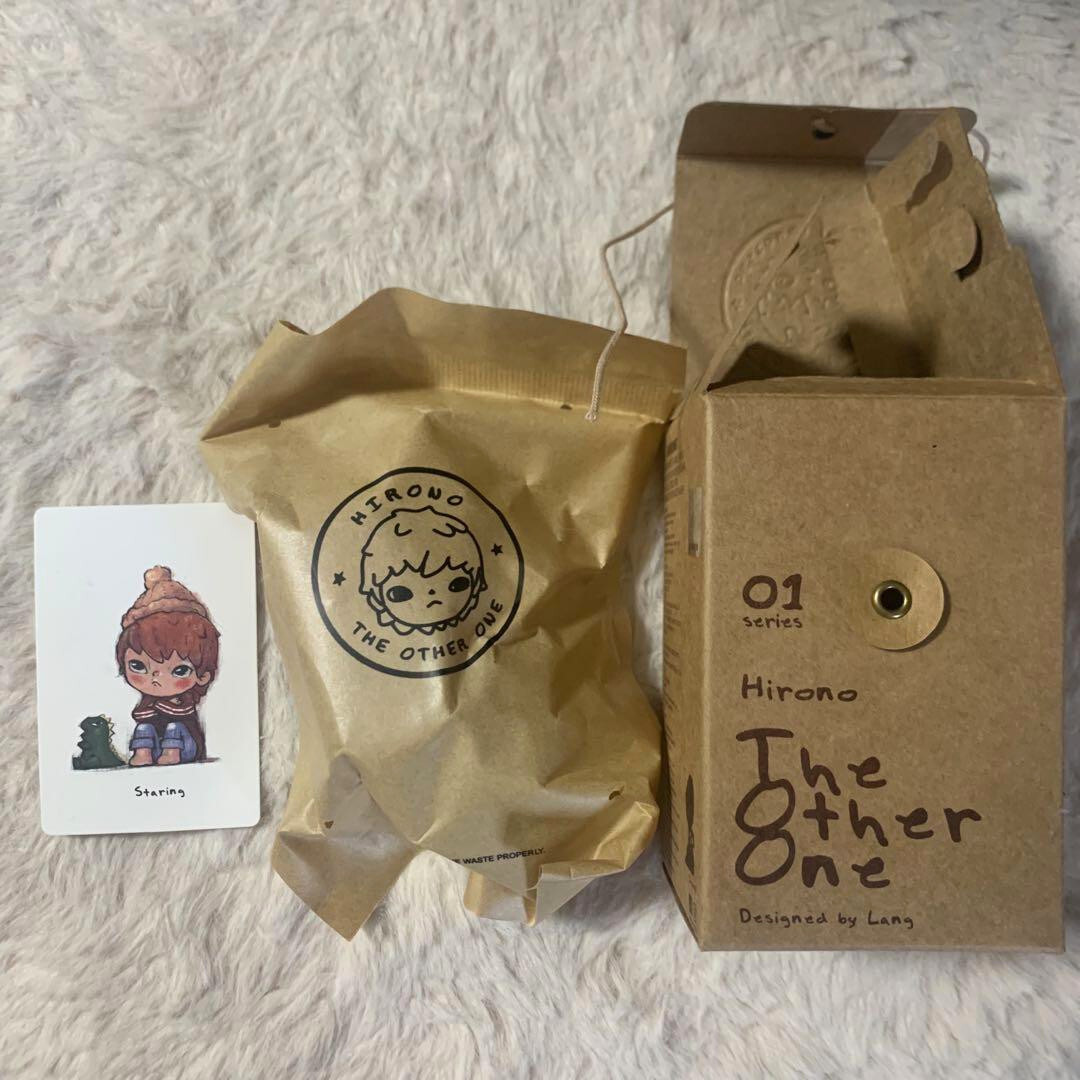 Staring
HIRONO
THE OTHER ONE
WASTE PROPERLY.
01
series
Hirono
The
Other
One
Designed by Lang